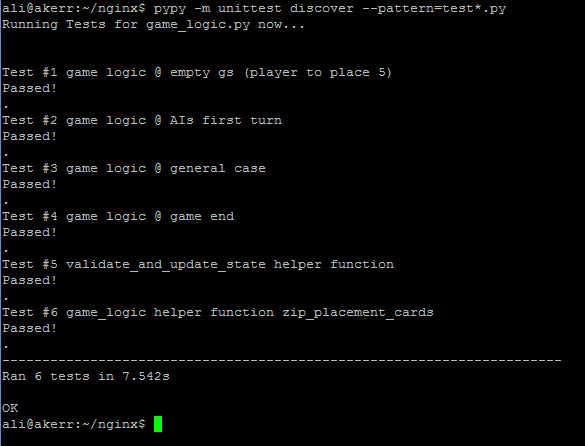 ali@akerr:~/nginx$ pypy -m unittest discover --pattern=test*.py
Running Tests for game_logic.py now...
Test #1 game logic @ empty gs (player to place 5)
Passed!
.
Test #2 game logic @ AIs first turn
Passed!
.
Test #3 game logic @ general case
Passed!
.
Test #4 game logic @ game end
Passed!
.
Test #5 validate_and_update_state helper function
Passed!
.
Test #6 game_logic helper function zip_placement_cards
Passed!
.
----------------------------------------------------------------------
Ran 6 tests in 7.542s
OK
ali@akerr:~/nginx$